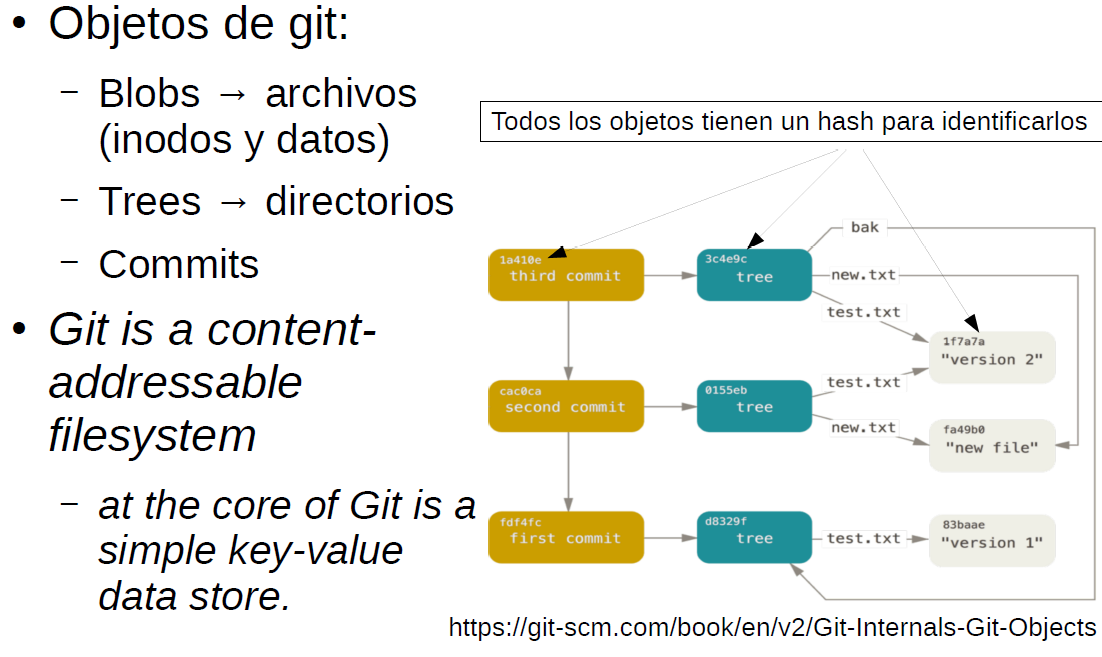 • Objetos de git:
– Blobs → archivos
(inodos y datos)
– Trees → directorios
– Commits
• Git is a content-
addressable
filesystem
– at the core of Git is a
simple key-value
data store.
Todos los objetos tienen un hash para identificarlos
bak
1a410e
third commit
3c4e9c
tree
new.txt
test.txt
1f7a7a
"version 2"
cac0ca
second commit
0155eb
tree
test.txt
new.txt
fa49b0
"new file"
fdf4fc
first commit
d8329f
tree
test.txt
83baae
"version 1"
https://git-scm.com/book/en/v2/Git-Internals-Git-Objects